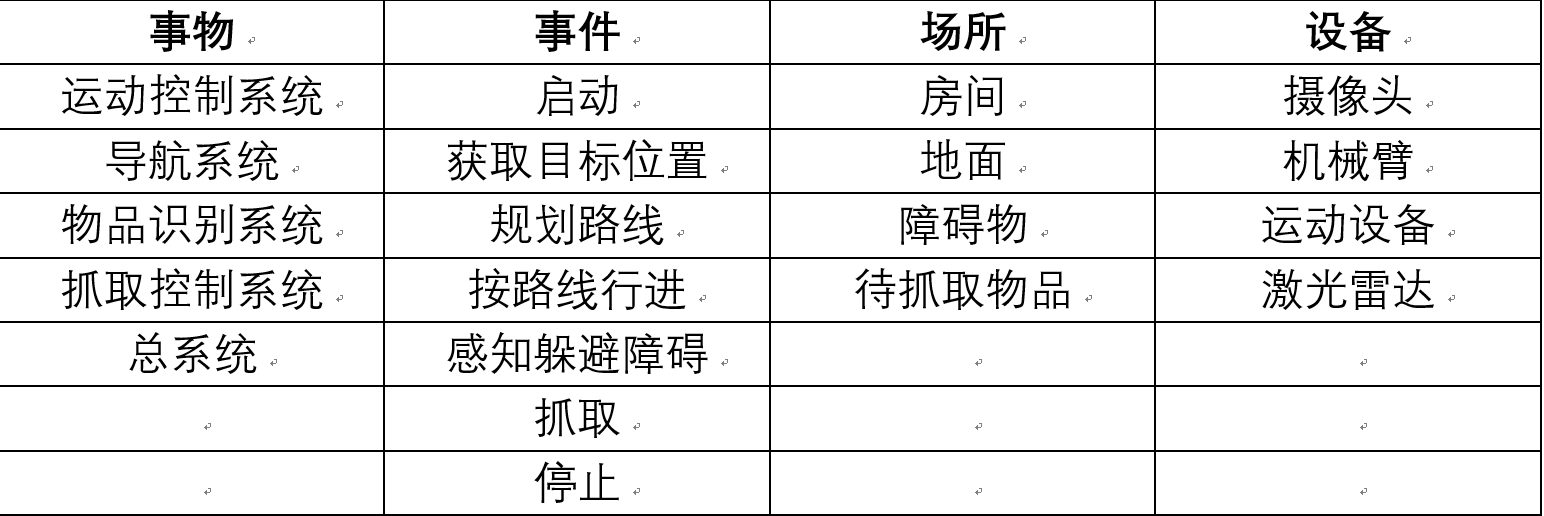 事物 事件 场所 设备
运动控制系统 启动 房间 摄像头
导航系统 获取目标位置 地面 机械臂
物品识别系统 规划路线 障碍物 运动设备
抓取控制系统 按路线行进 待抓取物品 激光雷达
总系统 感知躲避障碍
抓取
停止